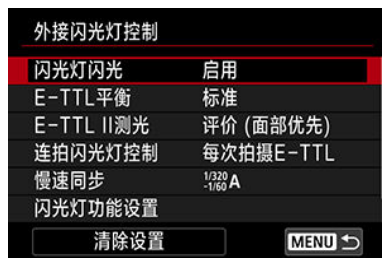 外接闪光灯控制
闪光灯闪光 启用
E-TTL平衡 标准
E-TTL II测光 评价 (面部优先)
连拍闪光灯控制 每次拍摄E-TTL
慢速同步 1/320-1/60 A
闪光灯功能设置
清除设置 MENU